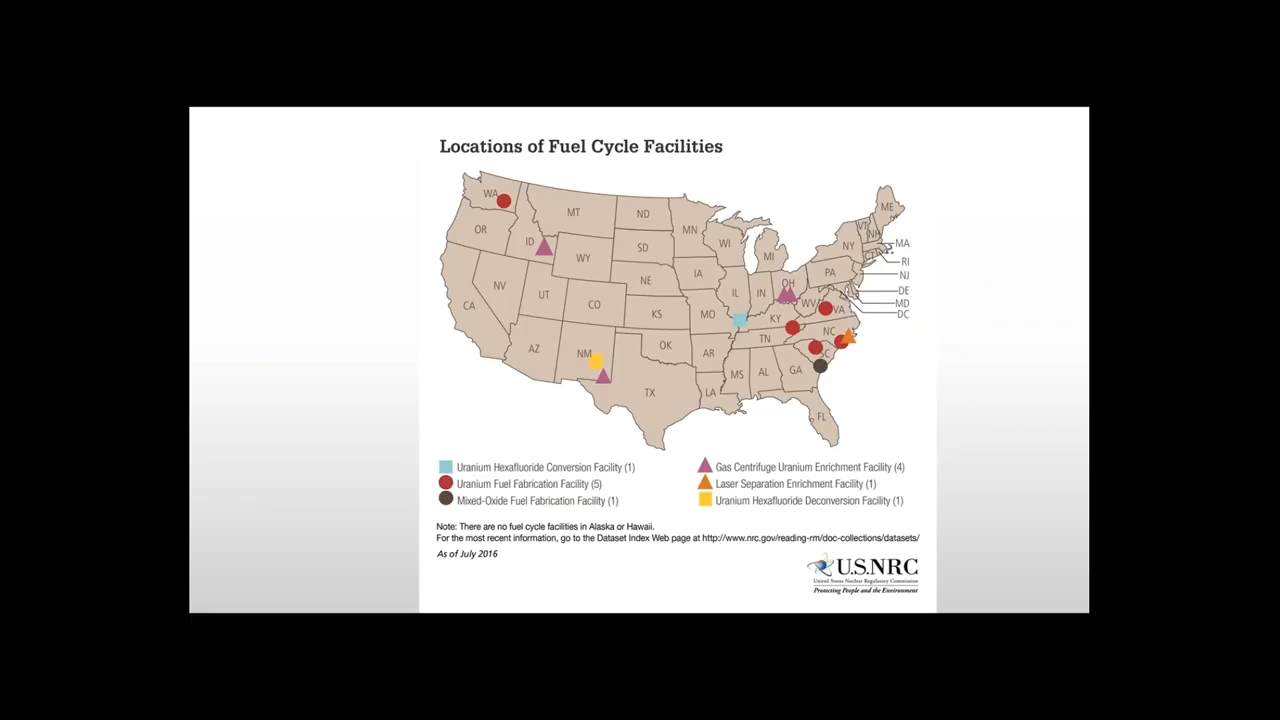 Locations of Fuel Cycle Facilities
WA
MT
ND
MN
ME
OR
ID
SD
WI
VT
NH
NY
MA
WY
MI
RI
IA
PA
NJ
NV
NE
OH
UT
CO
IL
IN
WV
DE
MD
DC
CA
KS
MO
KY
VA
NC
TN
AZ
NM
OK
AR
SC
MS
AL
GA
TX
LA
FL
Uranium Hexafluoride Conversion Facility (1)
Uranium Fuel Fabrication Facility (5)
Mixed-Oxide Fuel Fabrication Facility (1)
Gas Centrifuge Uranium Enrichment Facility (4)
Laser Separation Enrichment Facility (1)
Uranium Hexafluoride Deconversion Facility (1)
Note: There are no fuel cycle facilities in Alaska or Hawaii.
For the most recent information, go to the Dataset Index Web page at http://www.nrc.gov/reading-rm/doc-collections/datasets/
As of July 2016
U.S.NRC
United States Nuclear Regulatory Commission
Protecting People and the Environment